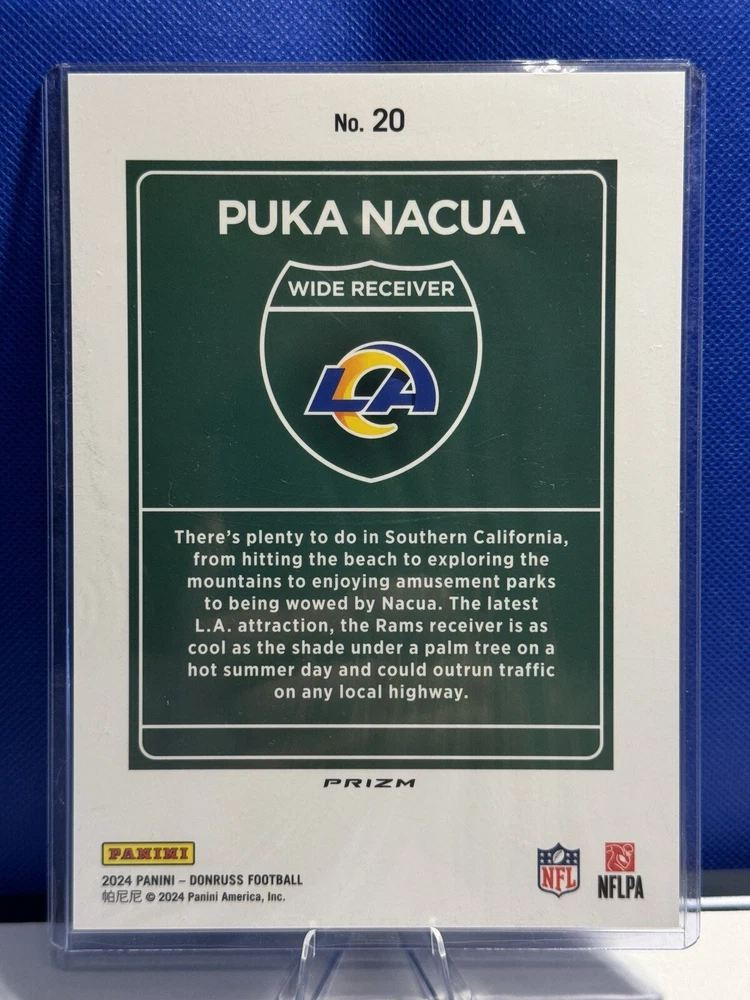 No. 20
PUKA NACUA
WIDE RECEIVER
LA
There's plenty to do in Southern California,
from hitting the beach to exploring the
mountains to enjoying amusement parks
to being wowed by Nacua. The latest
L.A. attraction, the Rams receiver is as
cool as the shade under a palm tree on a
hot summer day and could outrun traffic
on any local highway.
PRIZM
PANINI
2024 PANINI – DONRUSS FOOTBALL
帕尼尼 © 2024 Panini America, Inc.
NFL
NFLPA